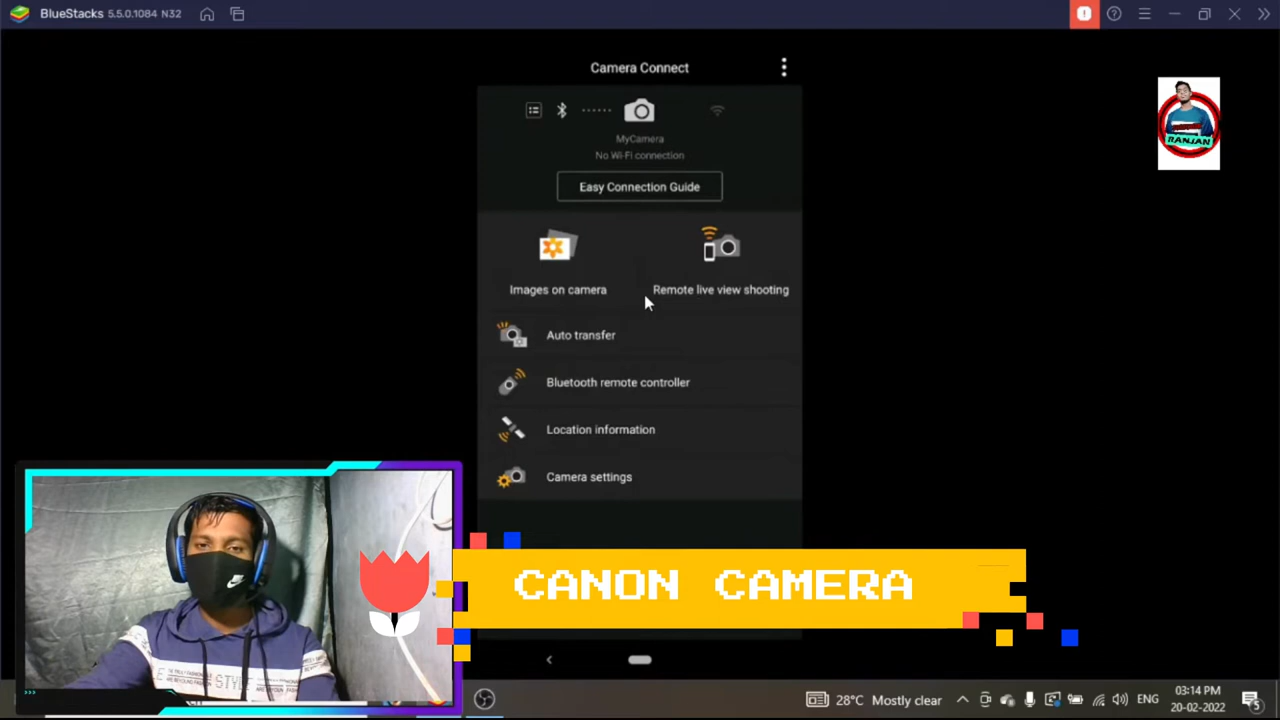 BlueStacks 5.5.0.1084 N32
Camera Connect
MyCamera
No Wi-Fi connection
Easy Connection Guide
Images on camera
Remote live view shooting
Auto transfer
Bluetooth remote controller
Location information
Camera settings
RANJAN
CANON CAMERA
STYLE
28°C Mostly clear
ENG
03:14 PM
20-02-2022
5